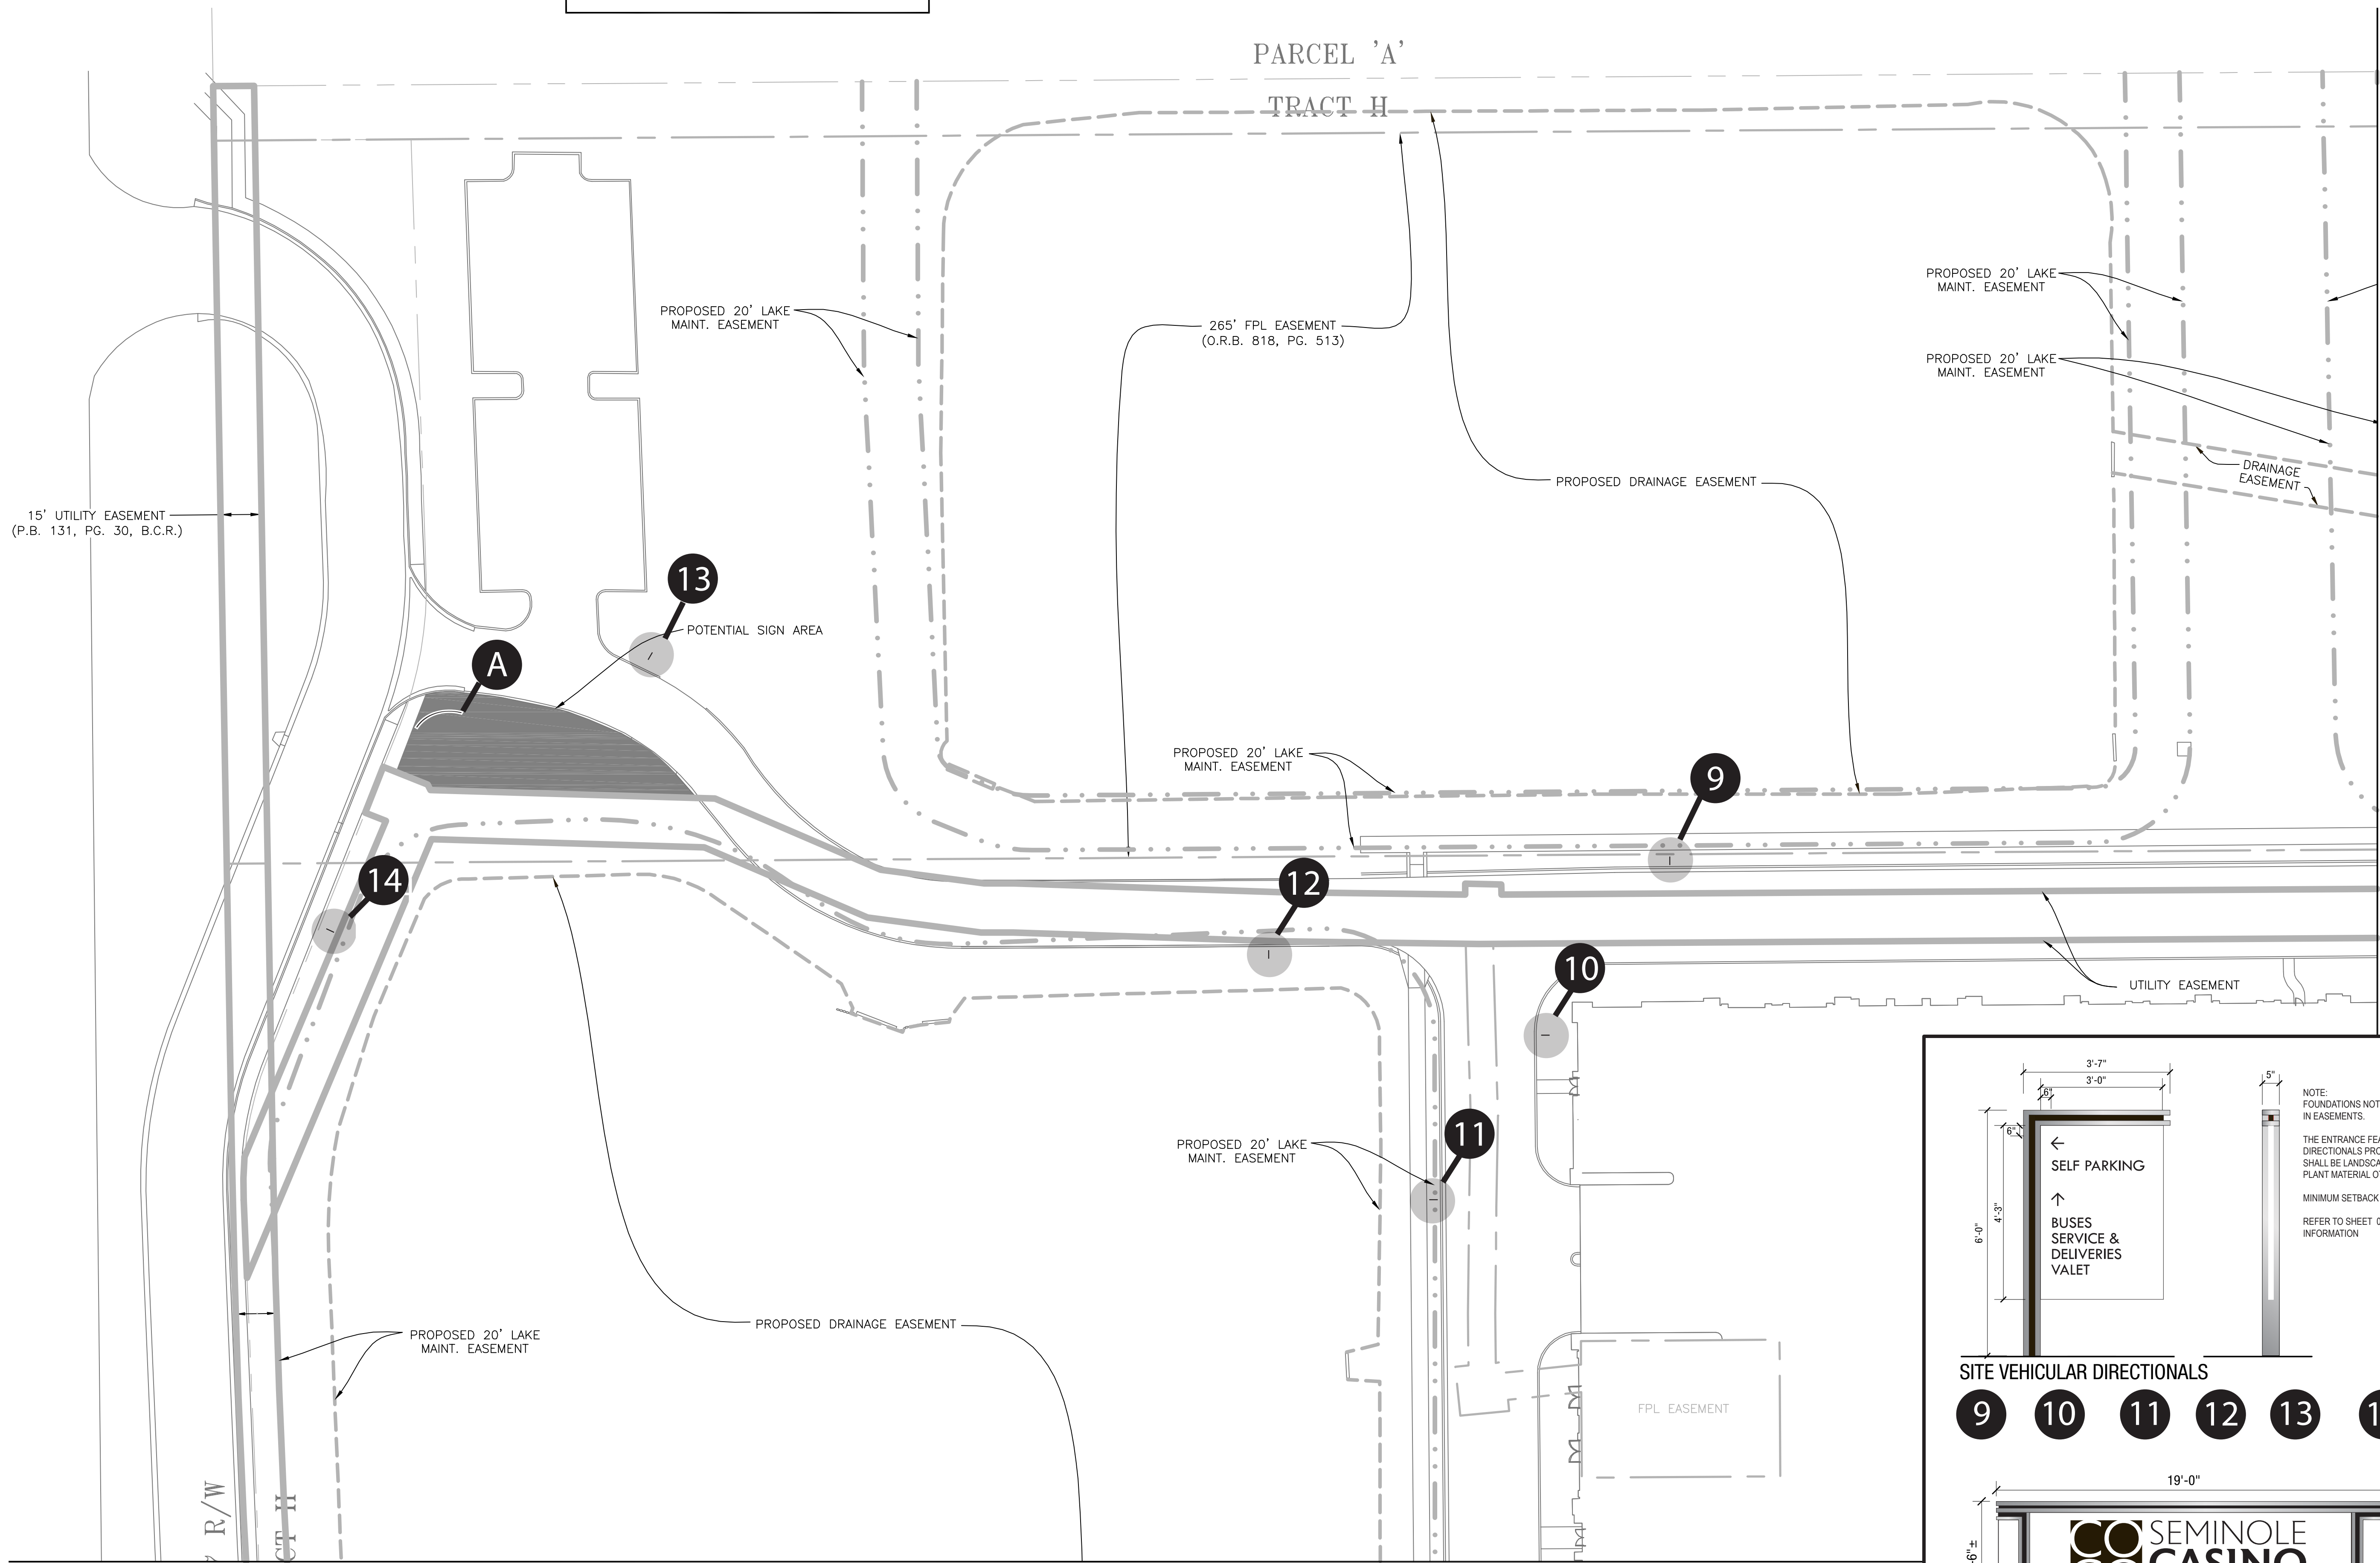 PARCEL 'A'
TRACT H
PROPOSED 20' LAKE
MAINT. EASEMENT
265' FPL EASEMENT
(O.R.B. 818, PG. 513)
PROPOSED 20' LAKE
MAINT. EASEMENT
PROPOSED 20' LAKE
MAINT. EASEMENT
DRAINAGE
EASEMENT
PROPOSED DRAINAGE EASEMENT
15' UTILITY EASEMENT
(P.B. 131, PG. 30, B.C.R.)
13
POTENTIAL SIGN AREA
A
PROPOSED 20' LAKE
MAINT. EASEMENT
9
14
12
10
UTILITY EASEMENT
11
PROPOSED 20' LAKE
MAINT. EASEMENT
PROPOSED DRAINAGE EASEMENT
PROPOSED 20' LAKE
MAINT. EASEMENT
FPL EASEMENT
R/W
CT H
3'-7"
3'-0"
6"
6"
4'-3"
6'-0"
5"
←
SELF PARKING
↑
BUSES
SERVICE &
DELIVERIES
VALET
NOTE:
FOUNDATIONS NOT
IN EASEMENTS.
THE ENTRANCE FEA
DIRECTIONALS PRO
SHALL BE LANDSCA
PLANT MATERIAL O
MINIMUM SETBACK
REFER TO SHEET
INFORMATION
SITE VEHICULAR DIRECTIONALS
9 10 11 12 13 1
19'-0"
6"±
CO SEMINOLE
CASINO